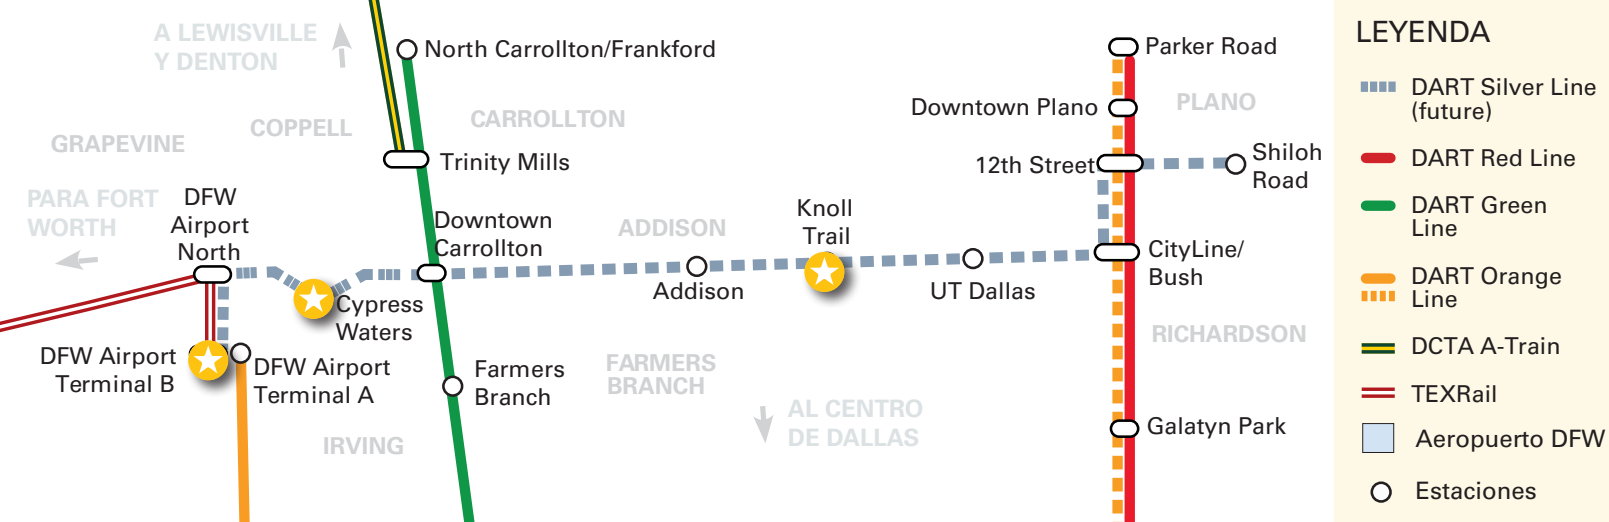 A LEWISVILLE
Y DENTON
North Carrollton/Frankford
COPPELL
CARROLLTON
GRAPEVINE
Trinity Mills
PARA FORT
WORTH
DFW
Airport
North
Downtown
Carrollton
Cypress
Waters
DFW Airport
Terminal B
DFW Airport
Terminal A
IRVING
Farmers
Branch
ADDISON
Addison
Knoll
Trail
UT Dallas
FARMERS
BRANCH
AL CENTRO
DE DALLAS
Parker Road
Downtown Plano
PLANO
12th Street
Shiloh
Road
CityLine/
Bush
RICHARDSON
Galatyn Park
LEYENDA
DART Silver Line
(future)
DART Red Line
DART Green
Line
DART Orange
Line
DCTA A-Train
TEXRail
Aeropuerto DFW
Estaciones